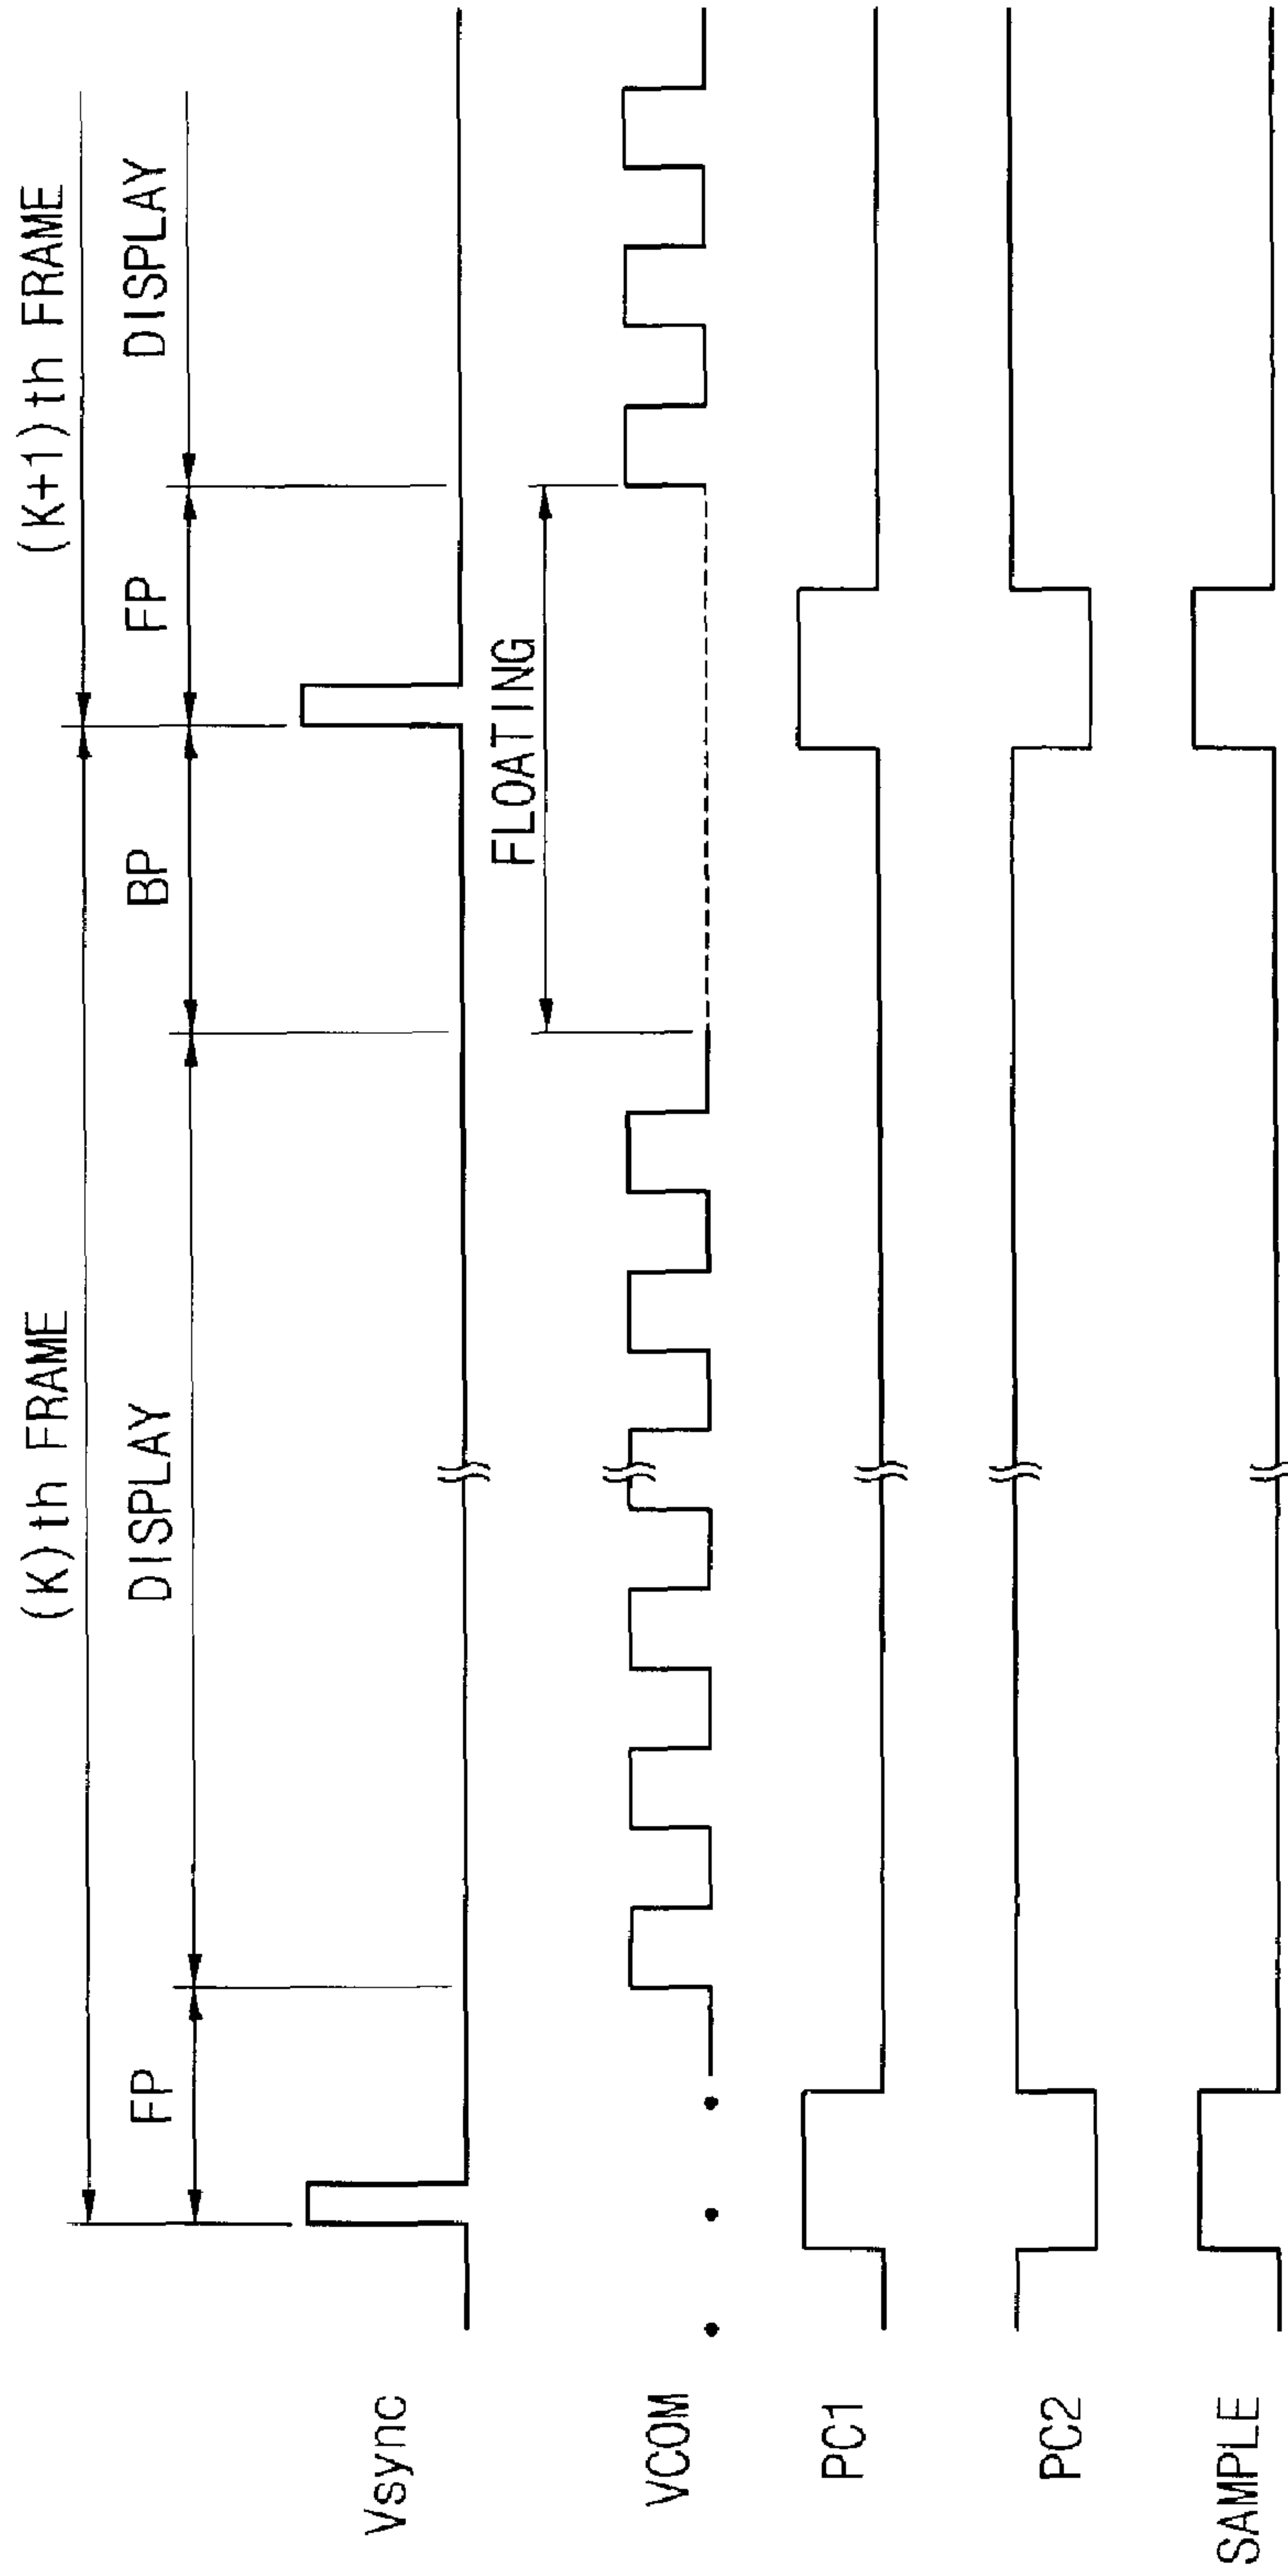 (K)th FRAME
(K+1)th FRAME
FP
DISPLAY
BP
FP
DISPLAY
Vsync
FLOATING
VCOM
PC1
PC2
SAMPLE